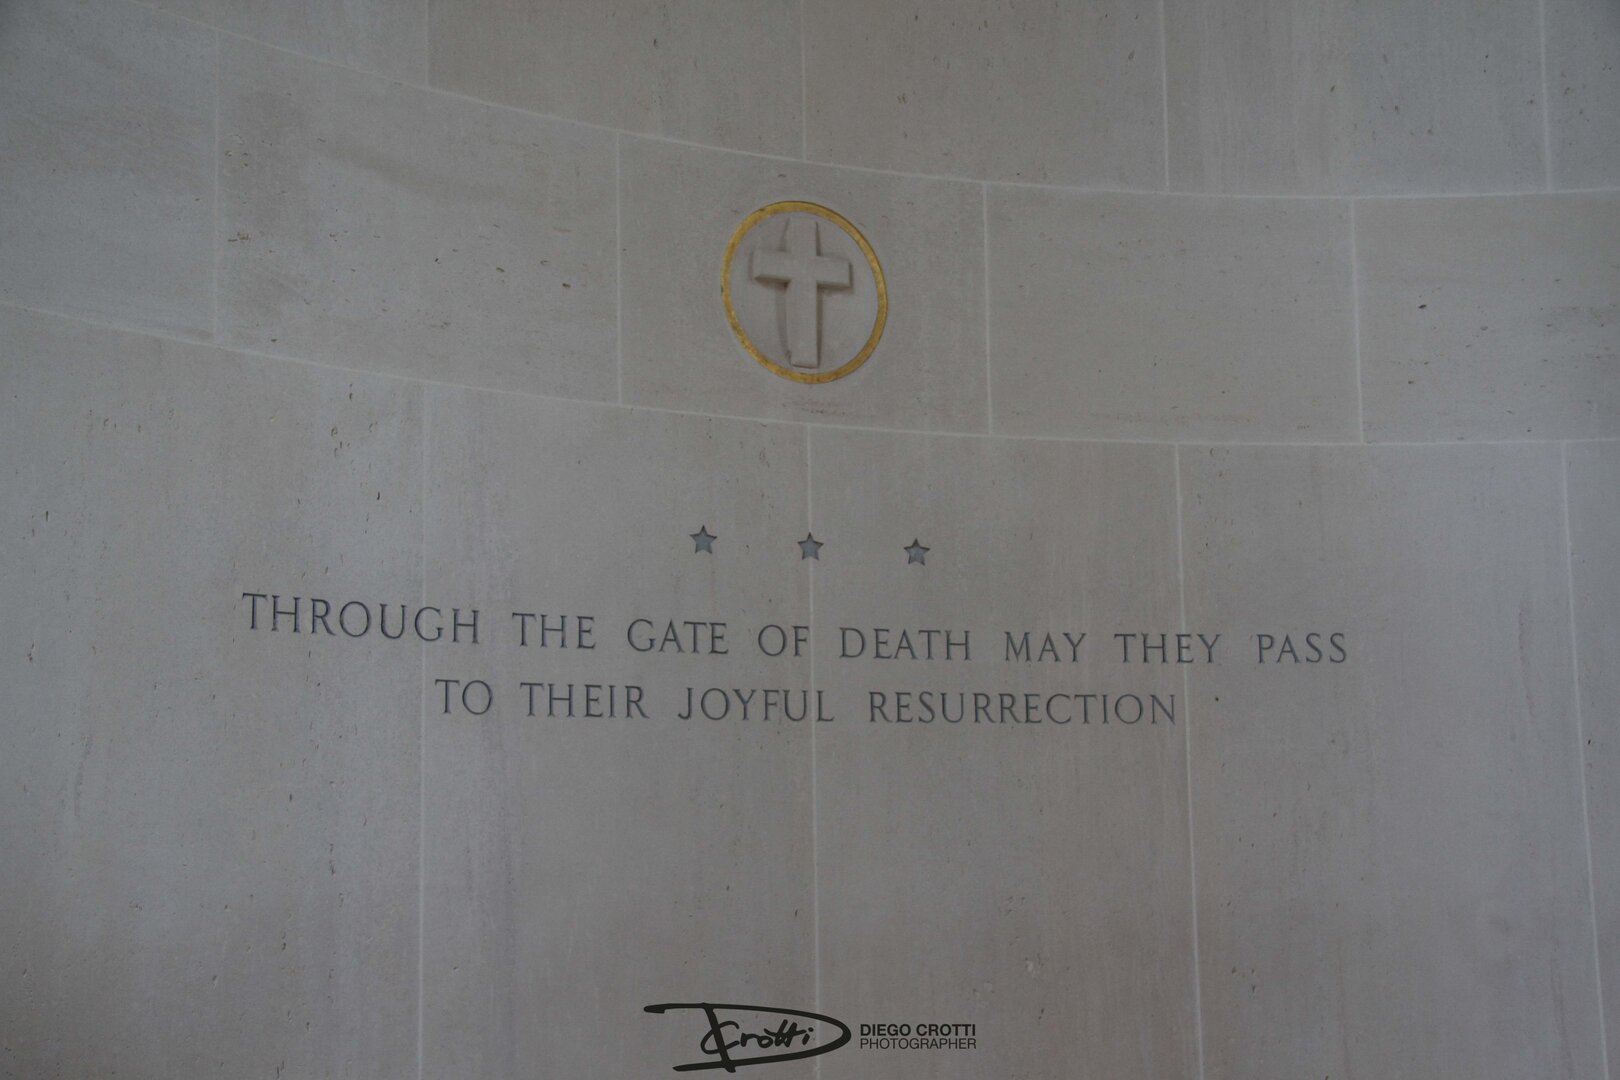 THROUGH THE GATE OF DEATH MAY THEY PASS
TO THEIR JOYFUL RESURRECTION
Crotti
DIEGO CROTTI
PHOTOGRAPHER